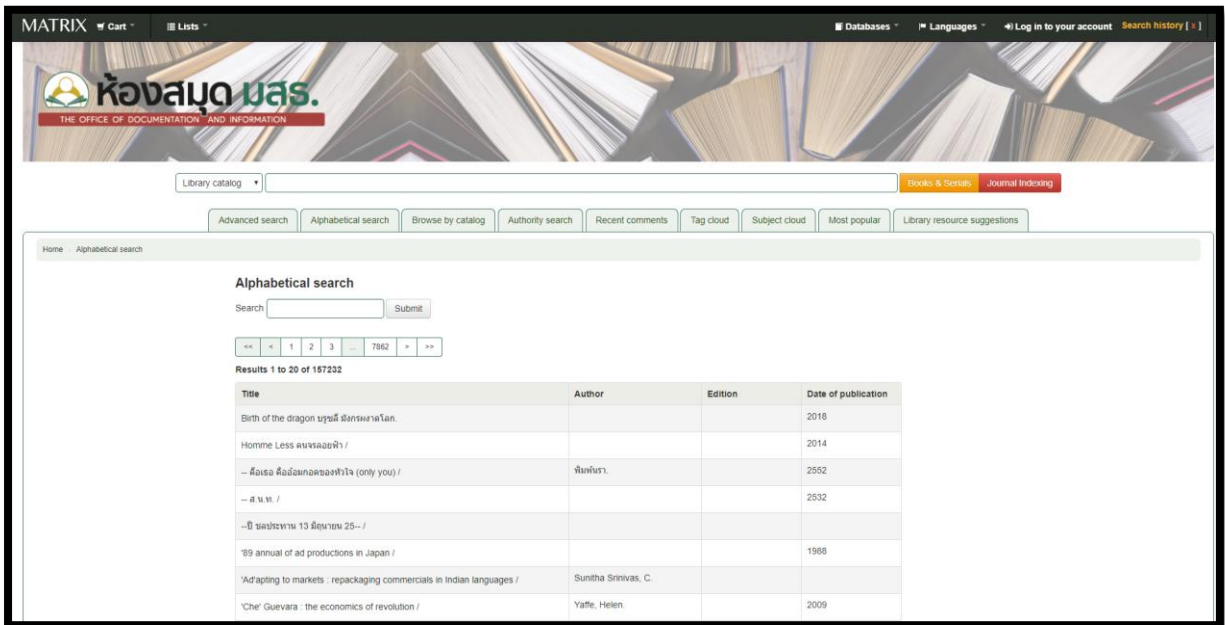 MATRIX Cart Lists Databases Languages Log in to your account Search history [ x ]
ห้องสมุด มสธ.
THE OFFICE OF DOCUMENTATION AND INFORMATION
Library catalog Books & Serials Journal Indexing
Advanced search Alphabetical search Browse by catalog Authority search Recent comments Tag cloud Subject cloud Most popular Library resource suggestions
Home Alphabetical search
Alphabetical search
Search Submit
<< < 1 2 3 ... 7862 > >>
Results 1 to 20 of 157232
Title Author Edition Date of publication
Birth of the dragon บรูซลี มังกรผงาดโลก. 2018
Homme Less คนจรลอยฟ้า / 2014
-- คือเธอ คืออ้อมกอดของหัวใจ (only you) / พิมพ์นรา. 2552
-- ส.น.ท. / 2532
--ปี ชลประทาน 13 มิถุนายน 25-- /
'89 annual of ad productions in Japan / 1988
'Ad'apting to markets : repackaging commercials in Indian languages / Sunitha Srinivas, C.
'Che' Guevara : the economics of revolution / Yaffe, Helen. 2009